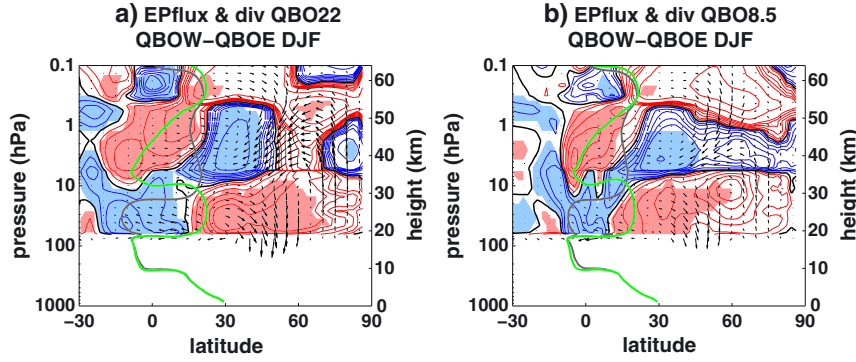 a) EPflux & div QBO22
QBOW−QBOE DJF
0.1
1
10
100
1000
pressure (hPa)
60
50
40
30
20
10
0
height (km)
−30 0 30 60 90
latitude
b) EPflux & div QBO8.5
QBOW−QBOE DJF
0.1
1
10
100
1000
pressure (hPa)
60
50
40
30
20
10
0
height (km)
−30 0 30 60 90
latitude